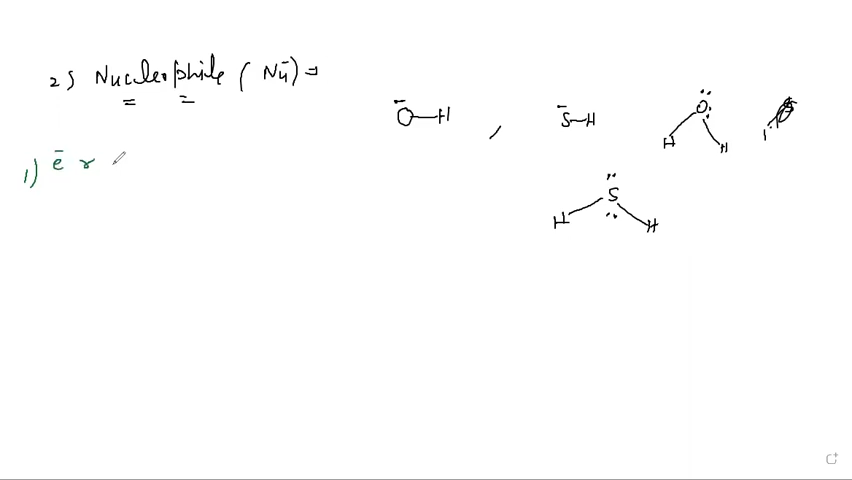 2) Nucleophile (Nu⁻) ⇒
⁻O—H , ⁻S—H H—Ö:—H
H—S̈—H
1) e⁻ r